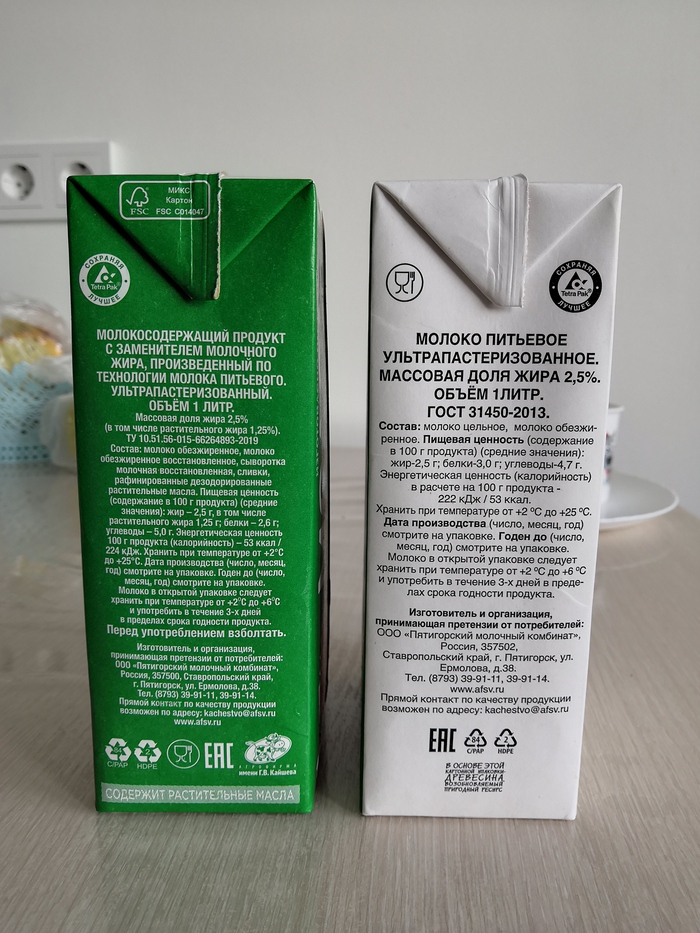 МИКС
Картон
FSC
FSC C014047
СОХРАНЯЯ
Tetra Pak®
ЛУЧШЕЕ
МОЛОКОСОДЕРЖАЩИЙ ПРОДУКТ
С ЗАМЕНИТЕЛЕМ МОЛОЧНОГО
ЖИРА, ПРОИЗВЕДЕННЫЙ ПО
ТЕХНОЛОГИИ МОЛОКА ПИТЬЕВОГО.
УЛЬТРАПАСТЕРИЗОВАННЫЙ.
ОБЪЁМ 1 ЛИТР.
Массовая доля жира 2,5%
(в том числе растительного жира 1,25%).
ТУ 10.51.56-015-66264893-2019
Состав: молоко обезжиренное, молоко
обезжиренное восстановленное, сыворотка
молочная восстановленная, сливки,
рафинированные дезодорированные
растительные масла. Пищевая ценность
(содержание в 100 г продукта) (средние
значения): жир – 2,5 г, в том числе
растительного жира 1,25 г; белки – 2,6 г;
углеводы – 5,0 г. Энергетическая ценность
100 г продукта (калорийность) – 53 ккал /
224 кДж. Хранить при температуре от +2°С
до +25°С. Дата производства (число, месяц,
год) смотрите на упаковке. Годен до (число,
месяц, год) смотрите на упаковке.
Молоко в открытой упаковке следует
хранить при температуре от +2°С до +6°С
и употребить в течение 3-х дней
в пределах срока годности продукта.
Перед употреблением взболтать.
Изготовитель и организация,
принимающая претензии от потребителей:
ООО «Пятигорский молочный комбинат»,
Россия, 357500, Ставропольский край,
г. Пятигорск, ул. Ермолова, д.38.
Тел. (8793) 39-91-11, 39-91-14.
Прямой контакт по качеству продукции
возможен по адресу: kachestvo@afsv.ru
www.afsv.ru
84
C/PAP
2
HDPE
EAC
АГРОФИРМА
имени Г.В. Кайшева
СОДЕРЖИТ РАСТИТЕЛЬНЫЕ МАСЛА
СОХРАНЯЯ
Tetra Pak®
ЛУЧШЕЕ
МОЛОКО ПИТЬЕВОЕ
УЛЬТРАПАСТЕРИЗОВАННОЕ.
МАССОВАЯ ДОЛЯ ЖИРА 2,5%.
ОБЪЁМ 1ЛИТР.
ГОСТ 31450-2013.
Состав: молоко цельное, молоко обезжи-
ренное. Пищевая ценность (содержание
в 100 г продукта) (средние значения):
жир-2,5 г; белки-3,0 г; углеводы-4,7 г.
Энергетическая ценность (калорийность)
в расчете на 100 г продукта -
222 кДж / 53 ккал.
Хранить при температуре от +2 ºС до +25 ºС.
Дата производства (число, месяц, год)
смотрите на упаковке. Годен до (число,
месяц, год) смотрите на упаковке.
Молоко в открытой упаковке следует
хранить при температуре от +2 ºС до +6 ºС
и употребить в течение 3-х дней в преде-
лах срока годности продукта.
Изготовитель и организация,
принимающая претензии от потребителей:
ООО «Пятигорский молочный комбинат»,
Россия, 357502,
Ставропольский край, г. Пятигорск, ул.
Ермолова, д.38.
Тел. (8793) 39-91-11, 39-91-14.
www.afsv.ru
Прямой контакт по качеству продукции
возможен по адресу: kachestvo@afsv.ru
EAC
84
C/PAP
2
HDPE
В ОСНОВЕ ЭТОЙ
КАРТОННОЙ УПАКОВКИ-
ДРЕВЕСИНА
ВОЗОБНОВЛЯЕМЫЙ
ПРИРОДНЫЙ РЕСУРС